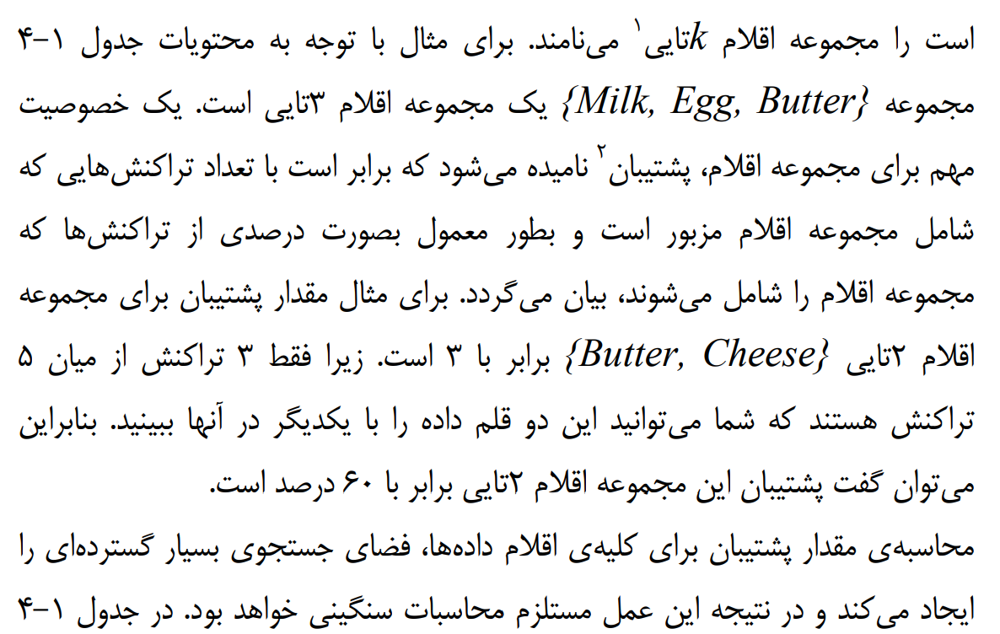 است را مجموعه اقلام kتایی۱ می‌نامند. برای مثال با توجه به محتویات جدول ۱-۴
مجموعه {Milk, Egg, Butter} یک مجموعه اقلام ۳تایی است. یک خصوصیت
مهم برای مجموعه اقلام، پشتیبان۲ نامیده می‌شود که برابر است با تعداد تراکنش‌هایی که
شامل مجموعه اقلام مزبور است و بطور معمول بصورت درصدی از تراکنش‌ها که
مجموعه اقلام را شامل می‌شوند، بیان می‌گردد. برای مثال مقدار پشتیبان برای مجموعه
اقلام ۲تایی {Butter, Cheese} برابر با ۳ است. زیرا فقط ۳ تراکنش از میان ۵
تراکنش هستند که شما می‌توانید این دو قلم داده را با یکدیگر در آنها ببینید. بنابراین
می‌توان گفت پشتیبان این مجموعه اقلام ۲تایی برابر با ۶۰ درصد است.
محاسبه‌ی مقدار پشتیبان برای کلیه‌ی اقلام داده‌ها، فضای جستجوی بسیار گسترده‌ای را
ایجاد می‌کند و در نتیجه این عمل مستلزم محاسبات سنگینی خواهد بود. در جدول ۱-۴